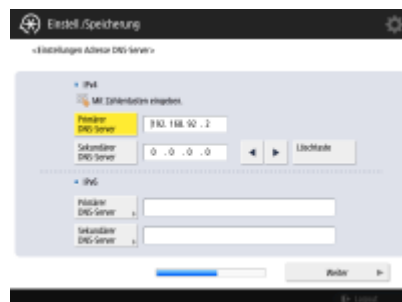 Einstell./Speicherung
<Einstellungen Adresse DNS-Server>
IPv4
Mit Zahlentasten eingeben.
Primärer
DNS-Server
192. 168. 92 . 2
Sekundärer
DNS-Server
0 . 0 . 0 . 0
Löschtaste
IPv6
Primärer
DNS-Server
Sekundärer
DNS-Server
Weiter
Logout